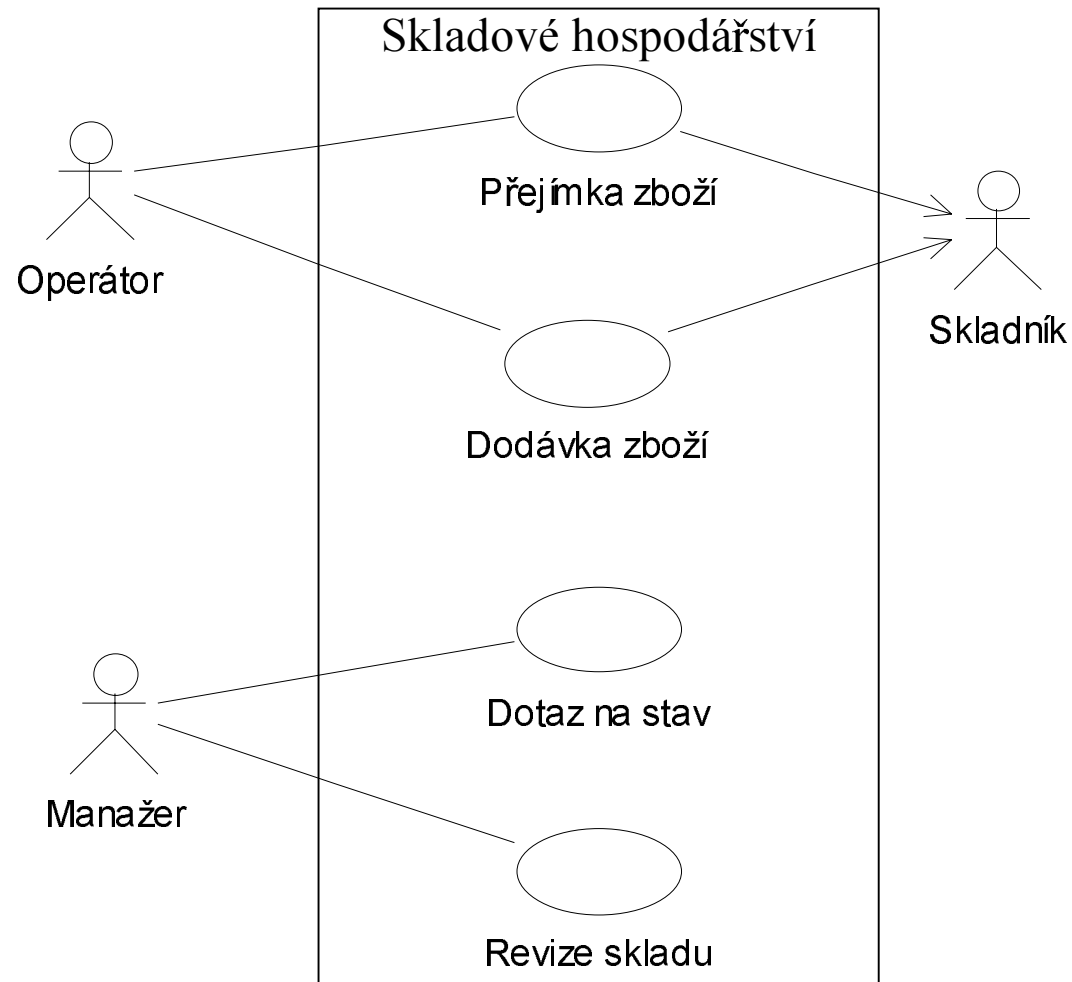 Skladové hospodářství
Přejímka zboží
Operátor
Skladník
Dodávka zboží
Dotaz na stav
Manažer
Revize skladu